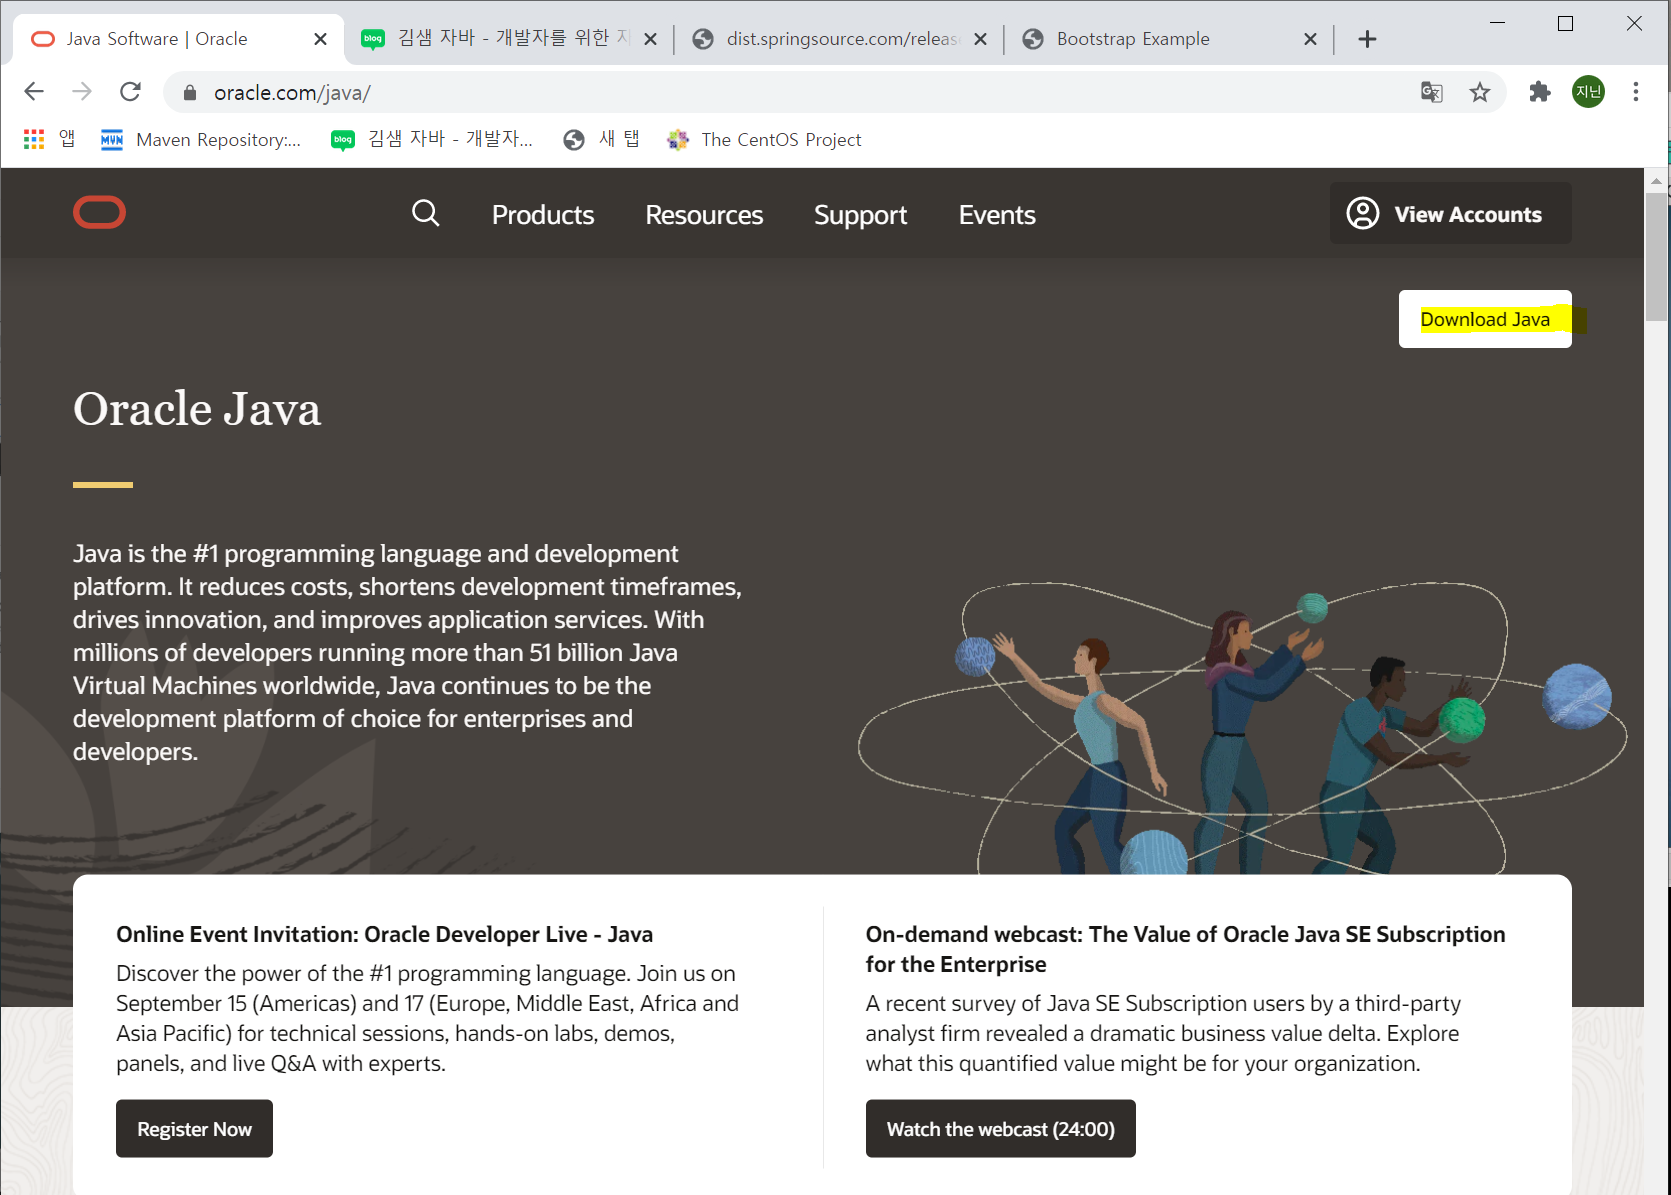 Java Software | Oracle
blog 김샘 자바 - 개발자를 위한 자
dist.springsource.com/releas
Bootstrap Example
oracle.com/java/
지닌
앱
MVN Maven Repository:...
blog 김샘 자바 - 개발자...
새 탭
The CentOS Project
Products
Resources
Support
Events
View Accounts
Download Java
Oracle Java
Java is the #1 programming language and development
platform. It reduces costs, shortens development timeframes,
drives innovation, and improves application services. With
millions of developers running more than 51 billion Java
Virtual Machines worldwide, Java continues to be the
development platform of choice for enterprises and
developers.
Online Event Invitation: Oracle Developer Live - Java
Discover the power of the #1 programming language. Join us on
September 15 (Americas) and 17 (Europe, Middle East, Africa and
Asia Pacific) for technical sessions, hands-on labs, demos,
panels, and live Q&A with experts.
Register Now
On-demand webcast: The Value of Oracle Java SE Subscription
for the Enterprise
A recent survey of Java SE Subscription users by a third-party
analyst firm revealed a dramatic business value delta. Explore
what this quantified value might be for your organization.
Watch the webcast (24:00)